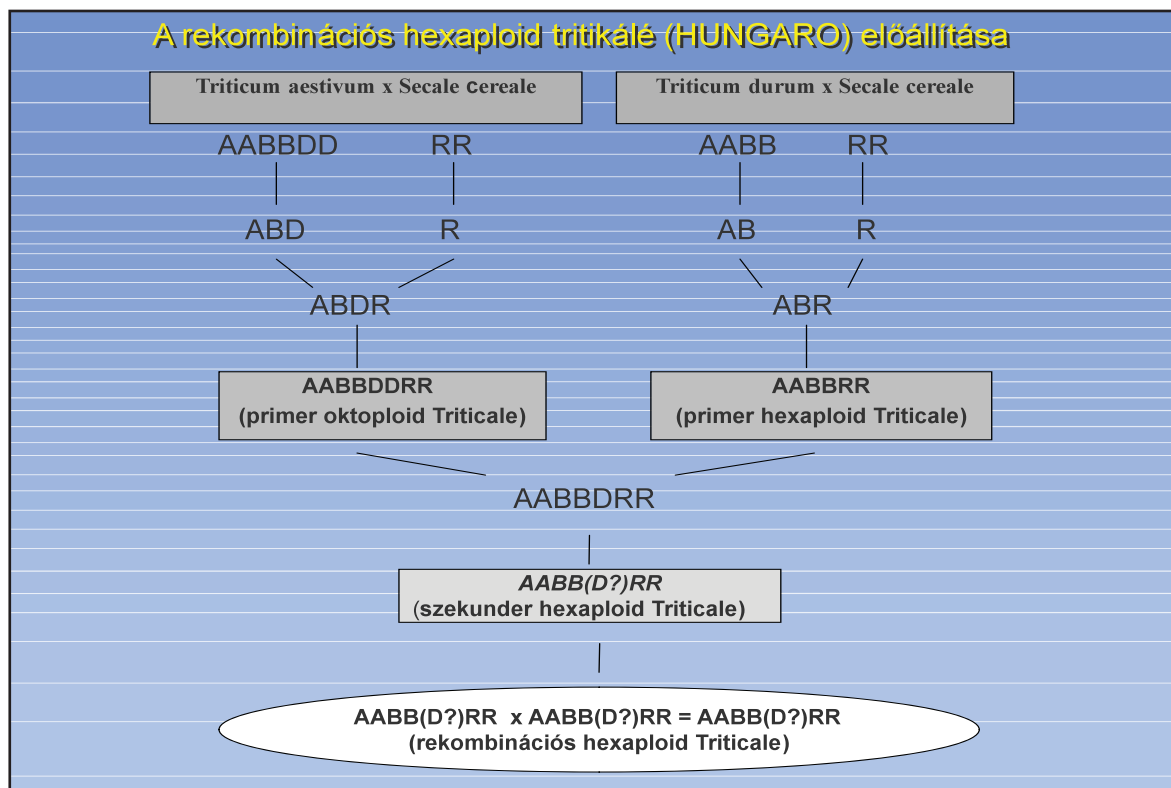 A rekombinációs hexaploid tritikálé (HUNGARO) előállítása
Triticum aestivum x Secale cereale
Triticum durum x Secale cereale
AABBDD RR AABB RR
ABD R AB R
ABDR ABR
AABBDDRR
(primer oktoploid Triticale)
AABBRR
(primer hexaploid Triticale)
AABBDRR
AABB(D?)RR
(szekunder hexaploid Triticale)
AABB(D?)RR x AABB(D?)RR = AABB(D?)RR
(rekombinációs hexaploid Triticale)